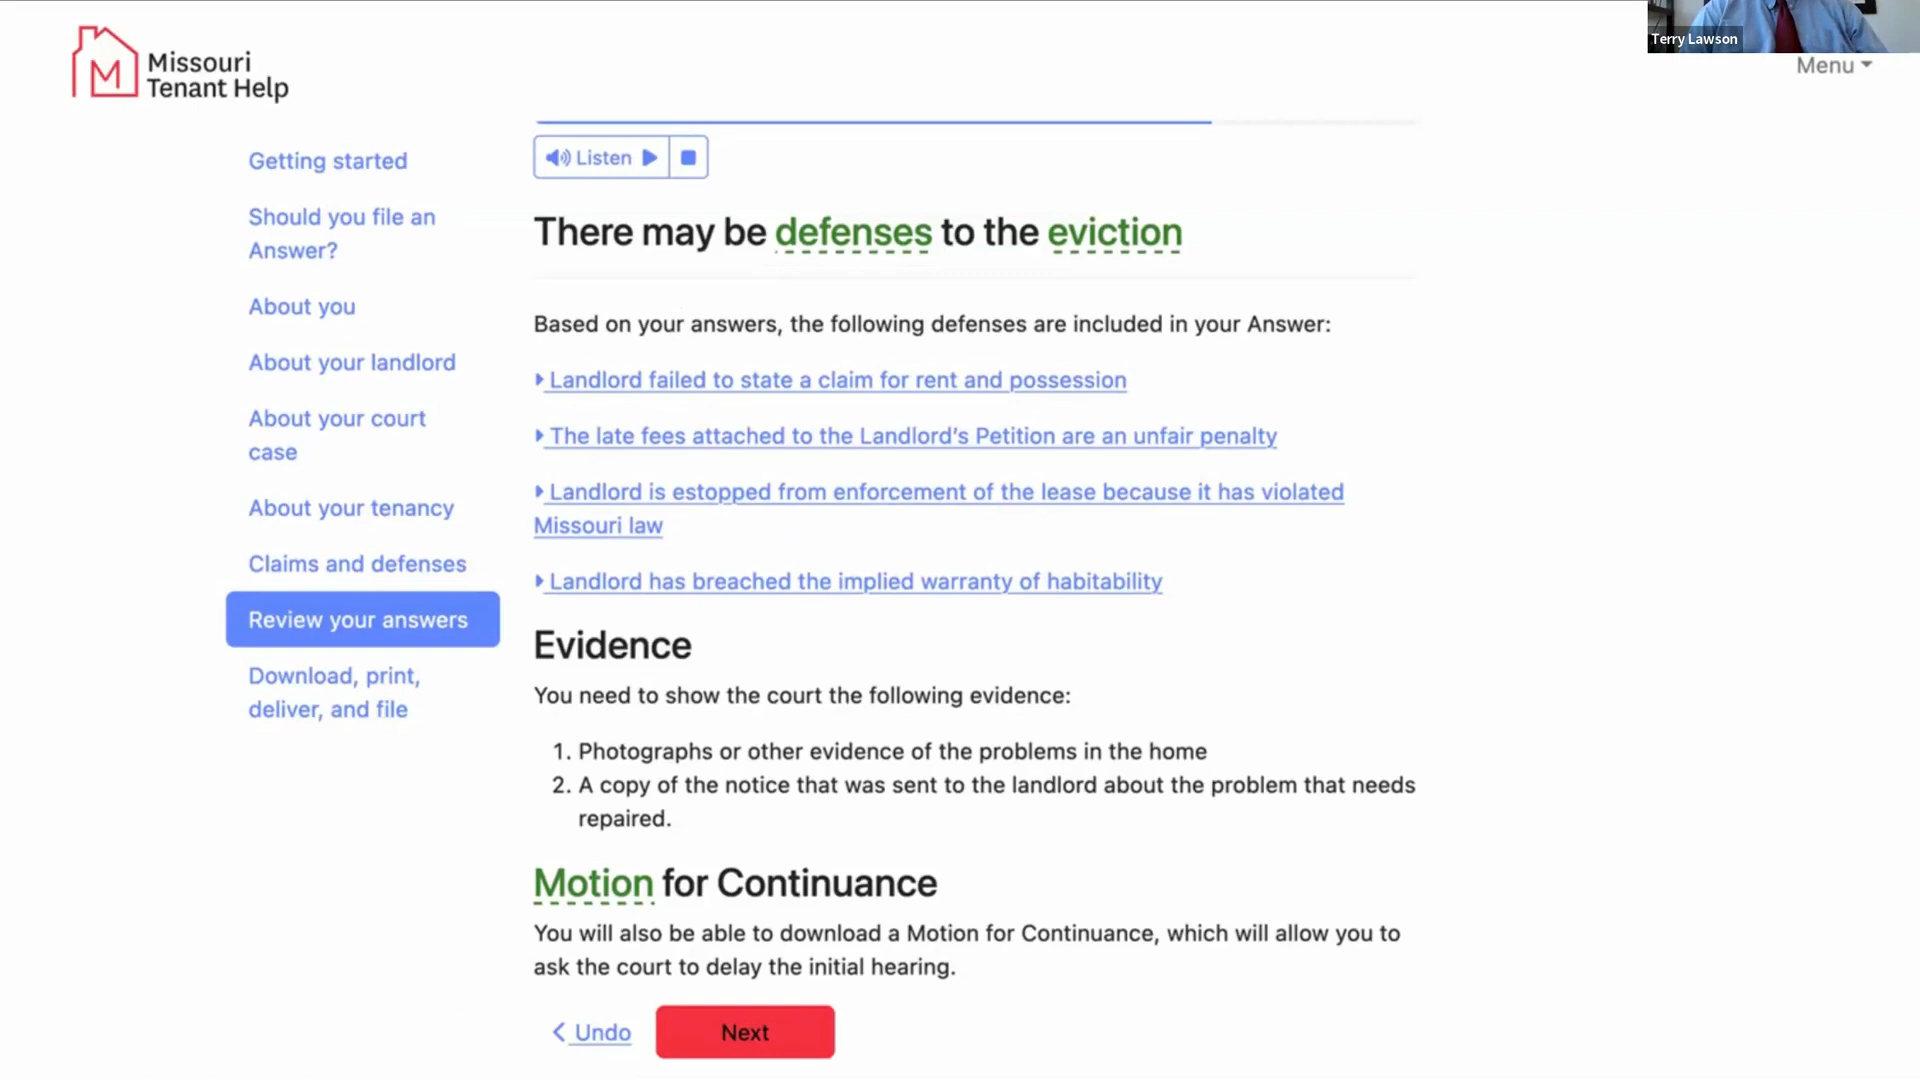 Terry Lawson
Missouri
Tenant Help
Menu
Getting started
Should you file an
Answer?
About you
About your landlord
About your court
case
About your tenancy
Claims and defenses
Review your answers
Download, print,
deliver, and file
Listen
There may be defenses to the eviction
Based on your answers, the following defenses are included in your Answer:
Landlord failed to state a claim for rent and possession
The late fees attached to the Landlord's Petition are an unfair penalty
Landlord is estopped from enforcement of the lease because it has violated
Missouri law
Landlord has breached the implied warranty of habitability
Evidence
You need to show the court the following evidence:
1. Photographs or other evidence of the problems in the home
2. A copy of the notice that was sent to the landlord about the problem that needs
repaired.
Motion for Continuance
You will also be able to download a Motion for Continuance, which will allow you to
ask the court to delay the initial hearing.
Undo
Next